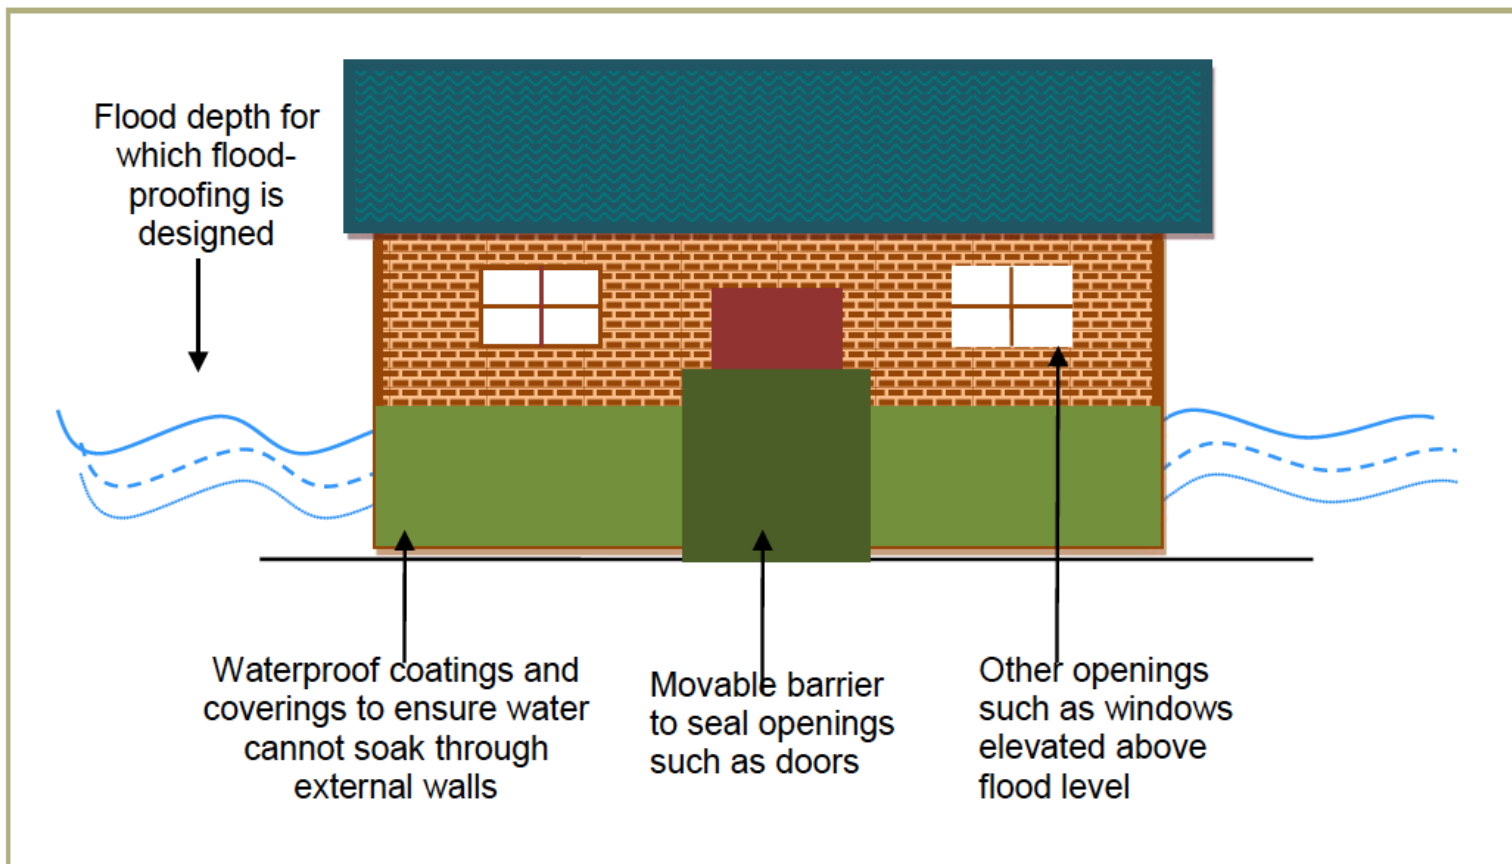 Flood depth for
which flood-
proofing is
designed
Waterproof coatings and
coverings to ensure water
cannot soak through
external walls
Movable barrier
to seal openings
such as doors
Other openings
such as windows
elevated above
flood level